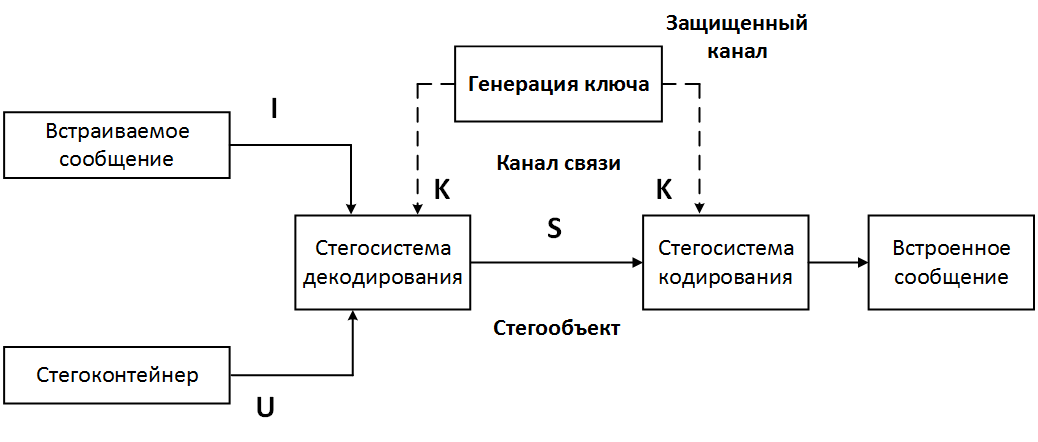 Защищенный
канал
Генерация ключа
I
Встраиваемое
сообщение
Канал связи
K
K
S
Стегосистема
декодирования
Стегосистема
кодирования
Встроенное
сообщение
Стегообъект
Стегоконтейнер
U